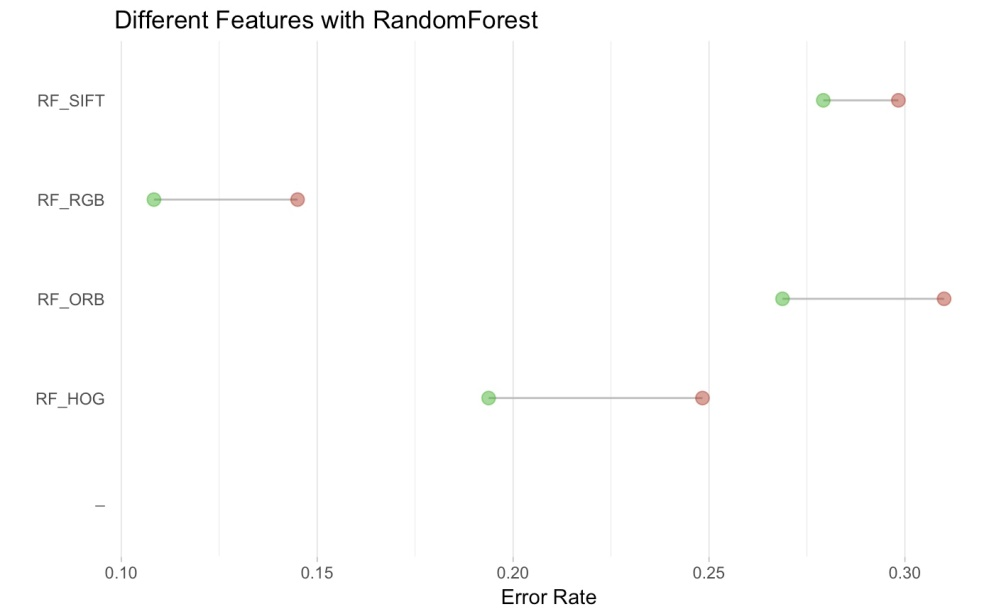 Different Features with RandomForest
RF_SIFT
RF_RGB
RF_ORB
RF_HOG
_
0.10 0.15 0.20 0.25 0.30
Error Rate